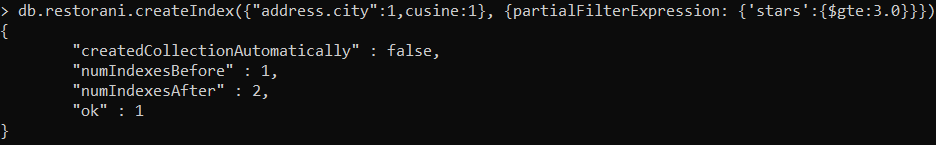 > db.restorani.createIndex({"address.city":1,cusine:1}, {partialFilterExpression: {'stars':{$gte:3.0}}})
{
        "createdCollectionAutomatically" : false,
        "numIndexesBefore" : 1,
        "numIndexesAfter" : 2,
        "ok" : 1
}